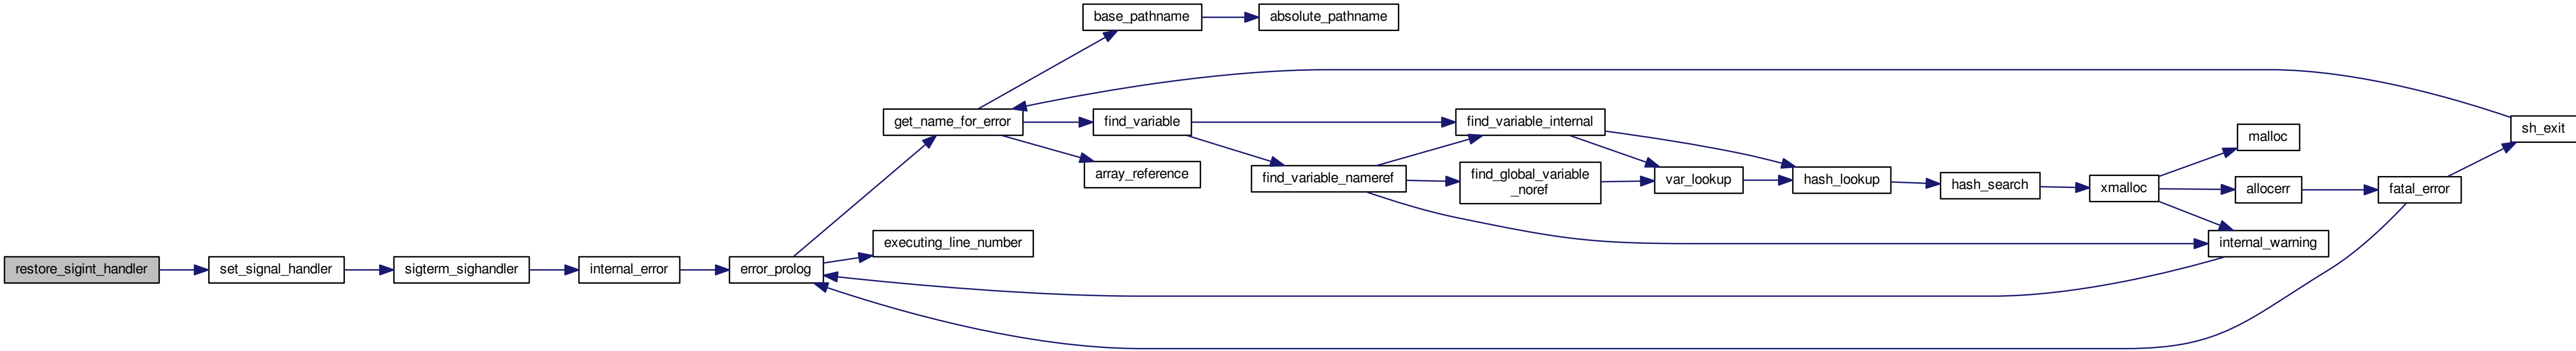 base_pathname
absolute_pathname
get_name_for_error
find_variable
find_variable_internal
malloc
sh_exit
array_reference
find_variable_nameref
find_global_variable
_noref
var_lookup
hash_lookup
hash_search
xmalloc
allocerr
fatal_error
executing_line_number
internal_warning
restore_sigint_handler
set_signal_handler
sigterm_sighandler
internal_error
error_prolog